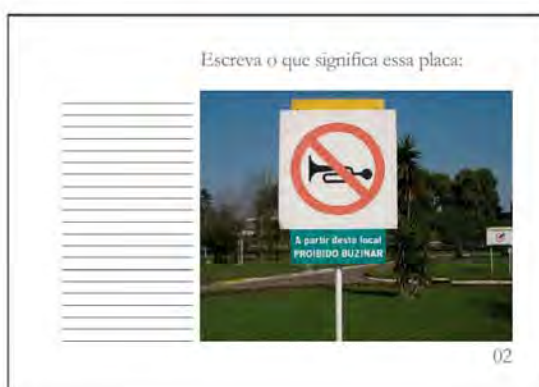 Escreva o que significa essa placa:
A partir deste local
PROIBIDO BUZINAR
02